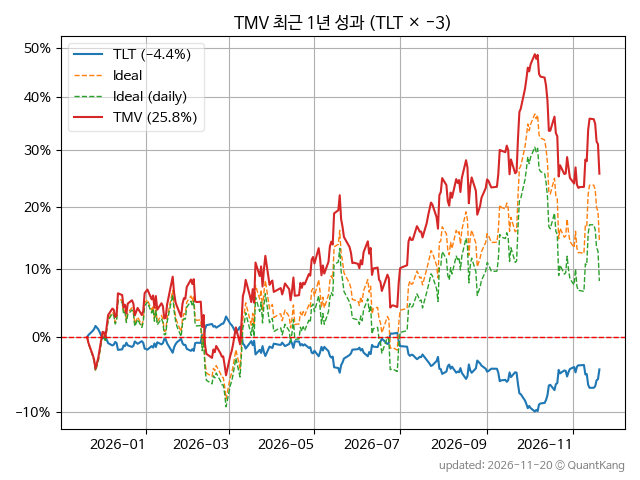 TMV 최근 1년 성과 (TLT × −3)
TLT (−4.4%)
Ideal
Ideal (daily)
TMV (25.8%)
50%
40%
30%
20%
10%
0%
−10%
2026-01
2026-03
2026-05
2026-07
2026-09
2026-11
updated: 2026-11-20 © QuantKang